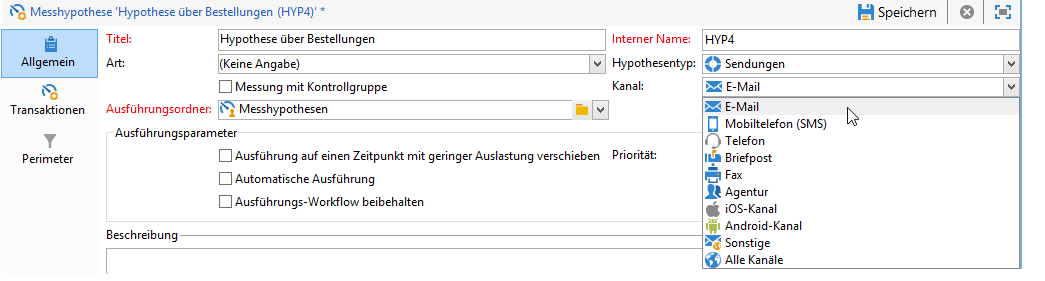 Messhypothese 'Hypothese über Bestellungen (HYP4)' *
Speichern
Allgemein
Transaktionen
Perimeter
Titel: Hypothese über Bestellungen Interner Name: HYP4
Art: (Keine Angabe) Hypothesentyp: Sendungen
Messung mit Kontrollgruppe Kanal: E-Mail
Ausführungsordner: Messhypothesen
Ausführungsparameter
Ausführung auf einen Zeitpunkt mit geringer Auslastung verschieben Priorität:
Automatische Ausführung
Ausführungs-Workflow beibehalten
Beschreibung
E-Mail
Mobiltelefon (SMS)
Telefon
Briefpost
Fax
Agentur
iOS-Kanal
Android-Kanal
Sonstige
Alle Kanäle